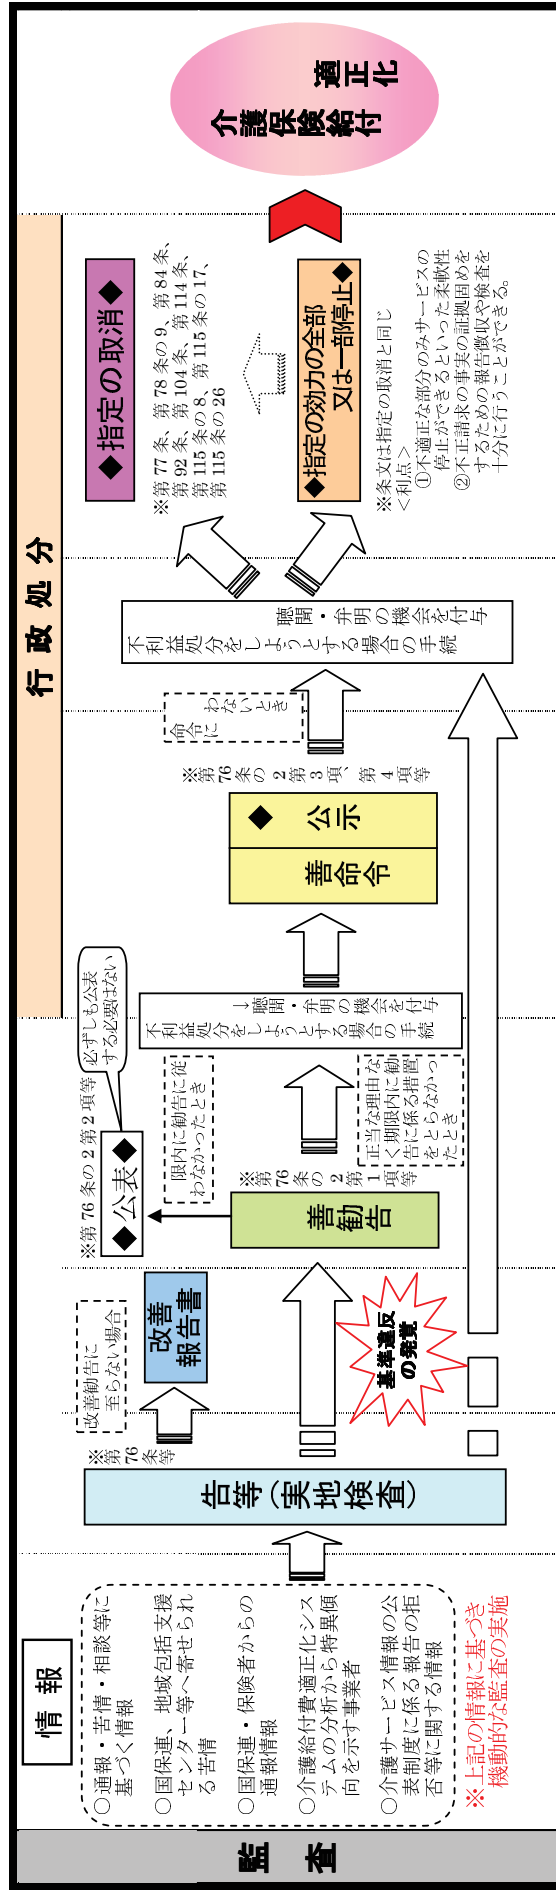 監査
情報
○通報・苦情・相談等に
基づく情報
○国保連、地域包括支援
センター等へ寄せられ
る苦情
○国保連・保険者からの
通報情報
○介護給付費適正化シス
テムの分析から特異傾
向を示す事業者
○介護サービス情報の公
表制度に係る報告の拒
否等に関する情報
※上記の情報に基づき
機動的な監査の実施
告等(実地検査)
※第76条等
改善勧告に
至らない場合
改善
報告書
基準違反
の発覚
善勧告
※第76条の2第1項等
◆公表◆
※第76条の2第2項等
必ずしも公表
する必要はない
限内に勧告に従
わなかったとき
正当な理由な
く期限内に勧
告に係る措置
をとらなかっ
たとき
不利益処分をしようとする場合の手続
↓聴聞・弁明の機会を付与
行政処分
善命令
公示
◆
※第76条の2第3項、第4項等
命令に
わないとき
不利益処分をしようとする場合の手続
聴聞・弁明の機会を付与
◆指定の取消◆
※第77条、第78条の9、第84条、
第92条、第104条、第114条、
第115条の8、第115条の17、
第115条の26
◆指定の効力の全部
又は一部停止◆
※条文は指定の取消と同じ
<利点>
①不適正な部分のみサービスの
停止ができるといった柔軟性
②不正請求の事実の証拠固めを
するための報告徴収や検査を
十分に行うことができる。
介護保険給付
適正化